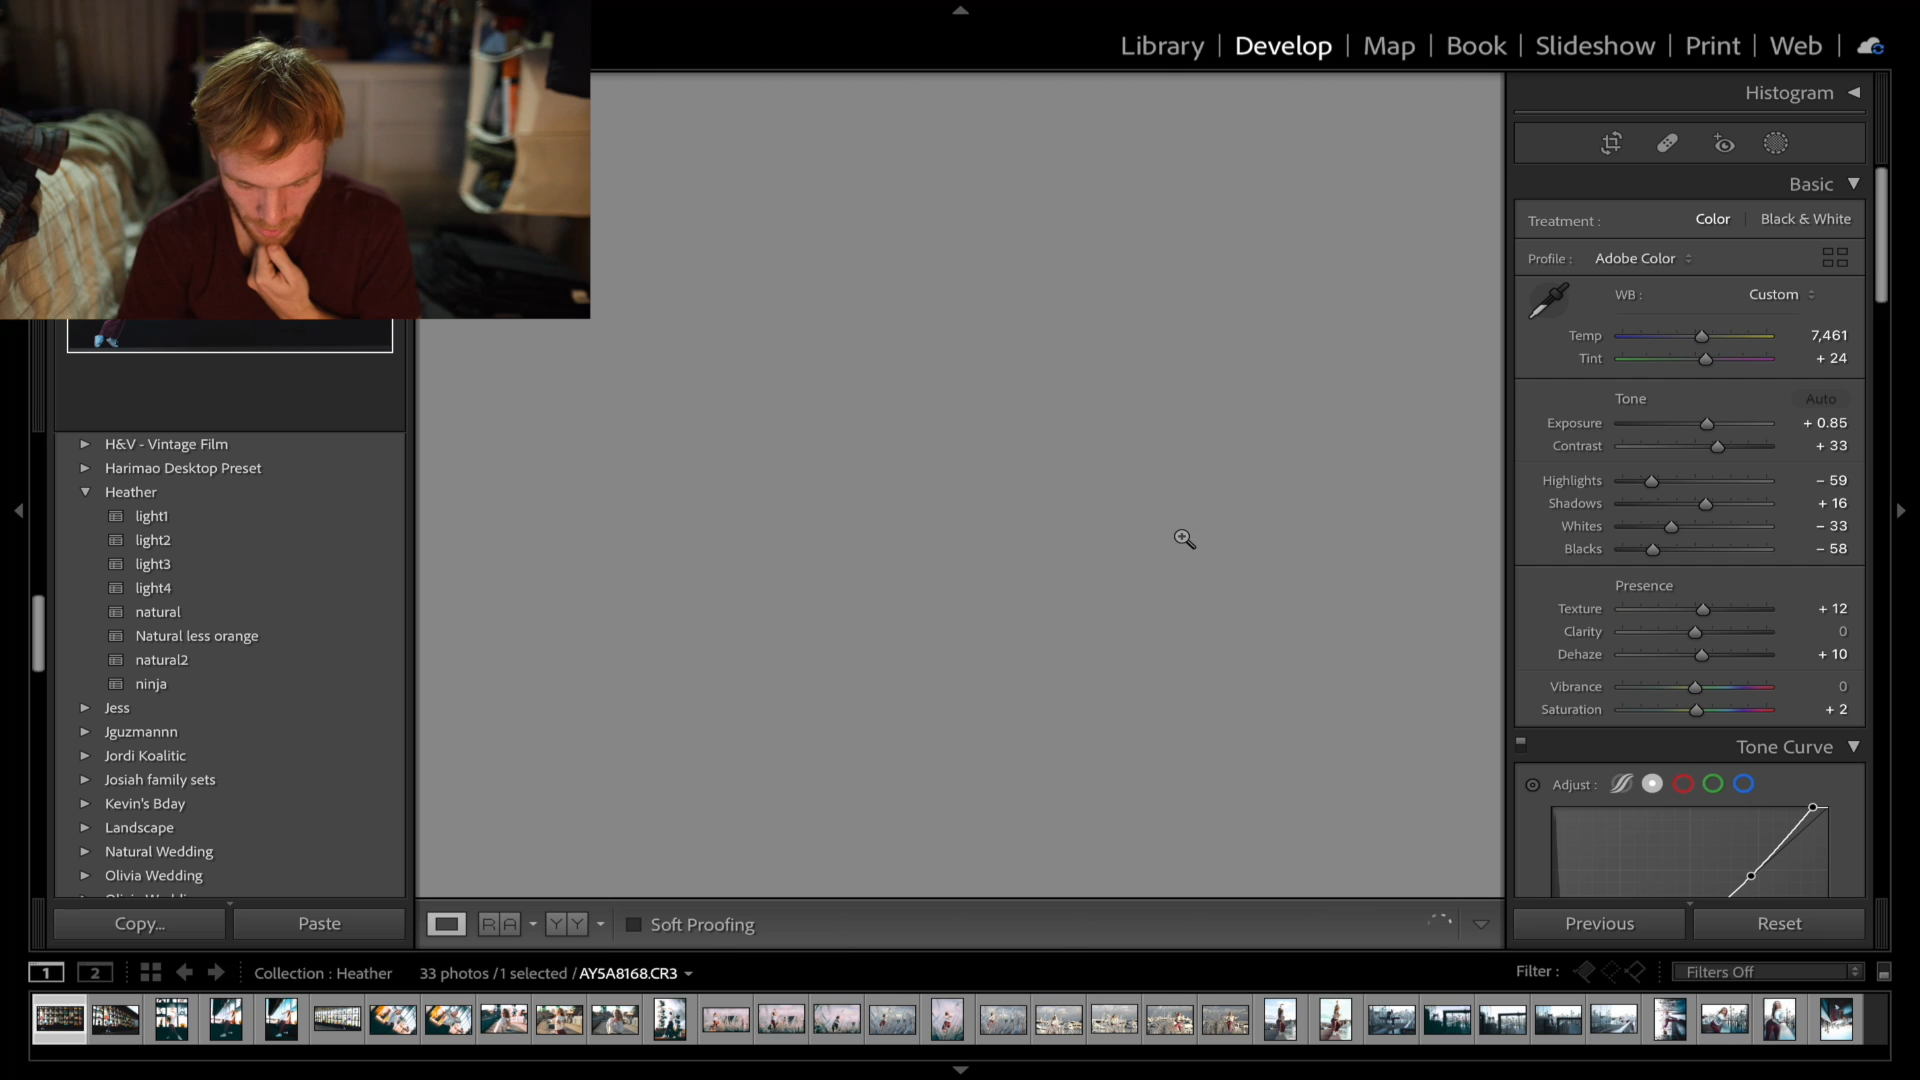 Library | Develop | Map | Book | Slideshow | Print | Web |
Histogram
Basic
Treatment : Color Black & White
Profile : Adobe Color
WB : Custom
Temp 7,461
Tint + 24
Tone Auto
Exposure + 0.85
Contrast + 33
Highlights − 59
Shadows + 16
Whites − 33
Blacks − 58
Presence
Texture + 12
Clarity 0
Dehaze + 10
Vibrance 0
Saturation + 2
Tone Curve
Adjust :
H&V - Vintage Film
Harimao Desktop Preset
Heather
light1
light2
light3
light4
natural
Natural less orange
natural2
ninja
Jess
Jguzmannn
Jordi Koalitic
Josiah family sets
Kevin's Bday
Landscape
Natural Wedding
Olivia Wedding
Copy... Paste
R A Y Y Soft Proofing
Previous Reset
1 2 Collection : Heather 33 photos /1 selected /AY5A8168.CR3
Filter : Filters Off